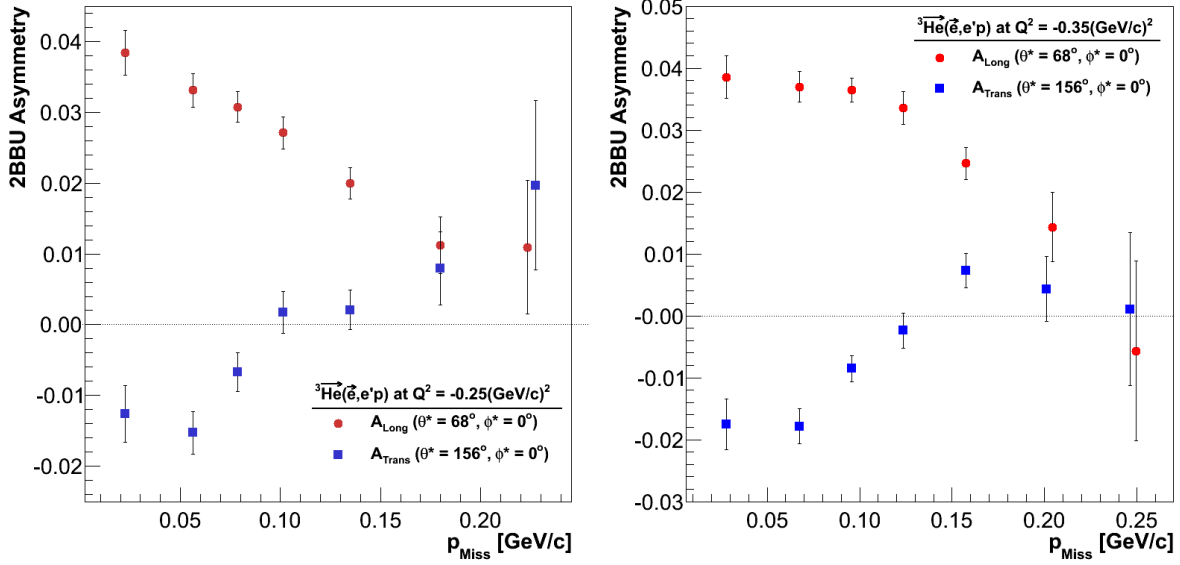 2BBU Asymmetry
0.04
0.03
0.02
0.01
0.00
-0.01
-0.02
³He(e,e'p) at Q² = -0.25(GeV/c)²
A_Long (θ* = 68°, ϕ* = 0°)
A_Trans (θ* = 156°, ϕ* = 0°)
0.05 0.10 0.15 0.20
p_Miss [GeV/c]
2BBU Asymmetry
0.05
0.04
0.03
0.02
0.01
-0.00
-0.01
-0.02
-0.03
³He(e,e'p) at Q² = -0.35(GeV/c)²
A_Long (θ* = 68°, ϕ* = 0°)
A_Trans (θ* = 156°, ϕ* = 0°)
0.05 0.10 0.15 0.20 0.25
p_Miss [GeV/c]